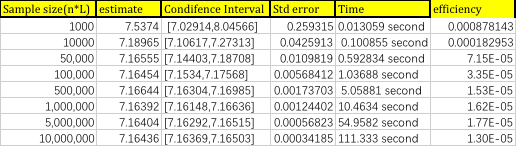 Sample size(n*L) estimate Condifence Interval Std error Time efficiency
1000 7.5374 [7.02914,8.04566] 0.259315 0.013059 second 0.000878143
10000 7.18965 [7.10617,7.27313] 0.0425913 0.100855 second 0.000182953
50,000 7.16555 [7.14403,7.18708] 0.0109819 0.592834 second 7.15E-05
100,000 7.16454 [7.1534,7.17568] 0.00568412 1.03688 second 3.35E-05
500,000 7.16644 [7.16304,7.16985] 0.00173703 5.05881 second 1.53E-05
1,000,000 7.16392 [7.16148,7.16636] 0.00124402 10.4634 second 1.62E-05
5,000,000 7.16404 [7.16292,7.16515] 0.00056823 54.9582 second 1.77E-05
10,000,000 7.16436 [7.16369,7.16503] 0.00034185 111.333 second 1.30E-05